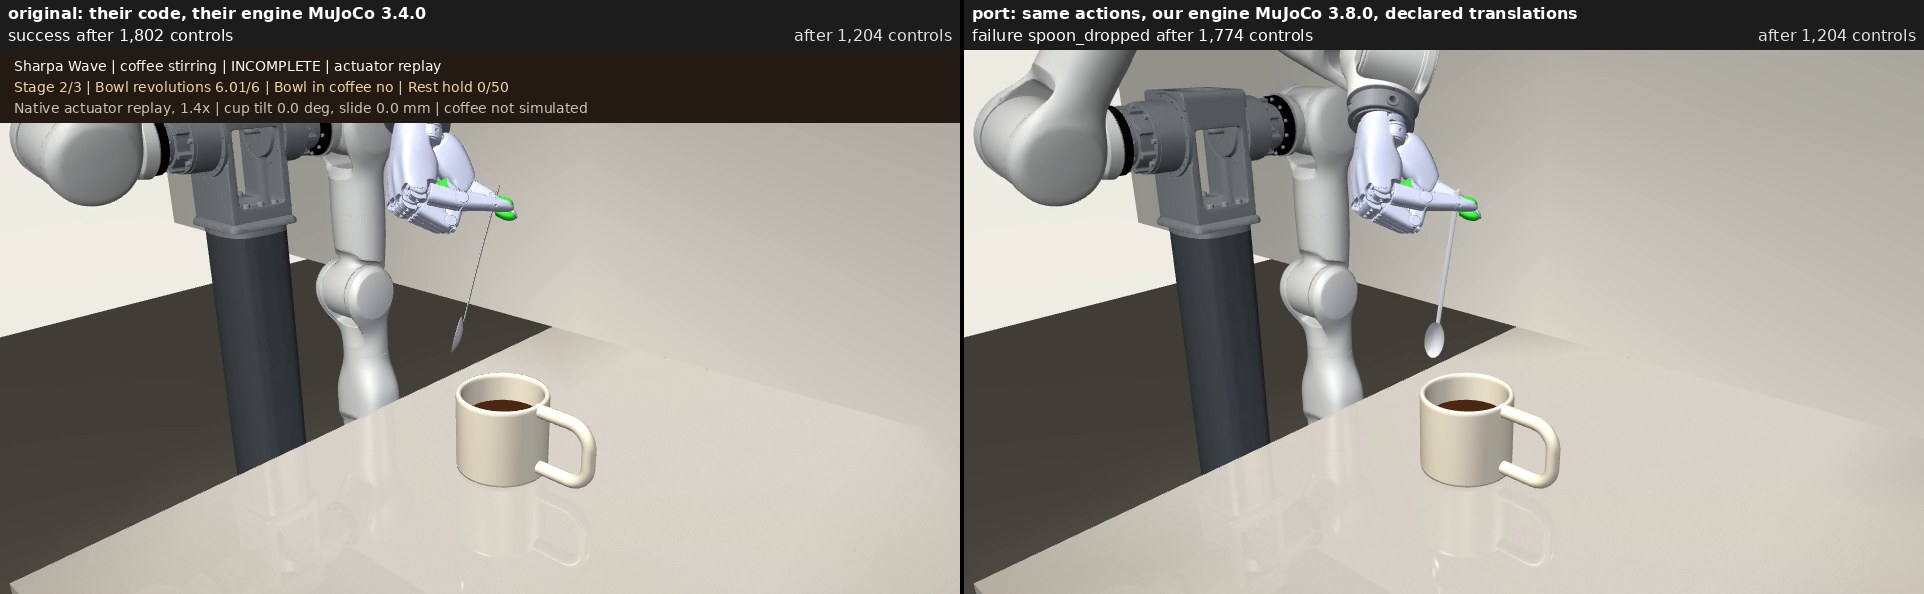 original: their code, their engine MuJoCo 3.4.0
success after 1,802 controls
after 1,204 controls
Sharpa Wave | coffee stirring | INCOMPLETE | actuator replay
Stage 2/3 | Bowl revolutions 6.01/6 | Bowl in coffee no | Rest hold 0/50
Native actuator replay, 1.4x | cup tilt 0.0 deg, slide 0.0 mm | coffee not simulated
port: same actions, our engine MuJoCo 3.8.0, declared translations
failure spoon_dropped after 1,774 controls
after 1,204 controls